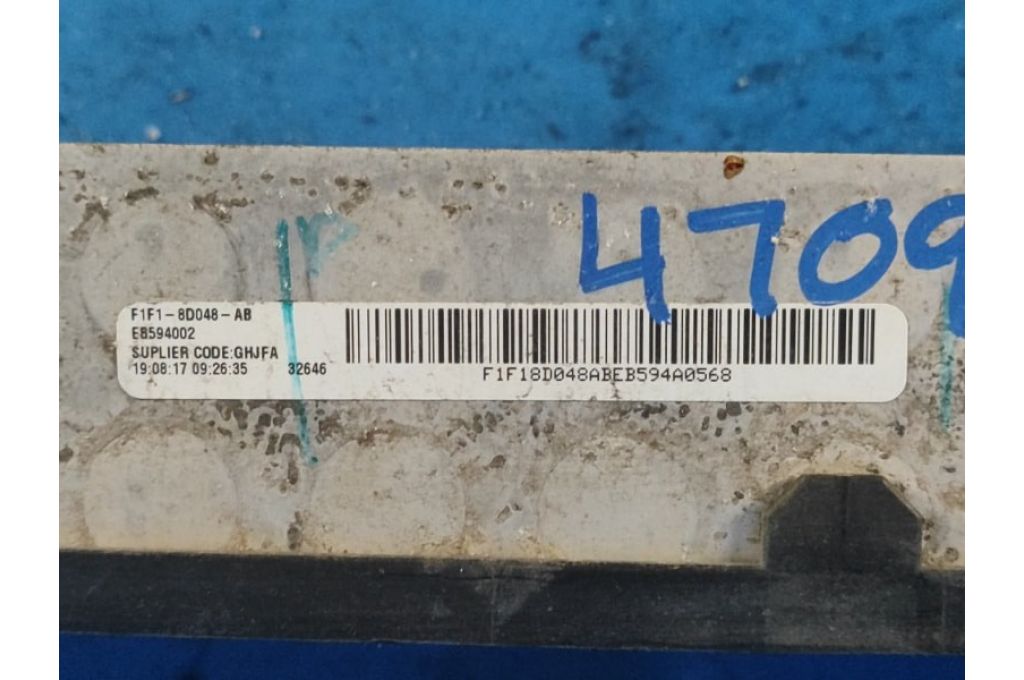 4709
F1F1-8D048-AB
EB594002
SUPLIER CODE:GHJFA
19:08:17 09:26:35 32646
F1F18D048ABEB594A0568